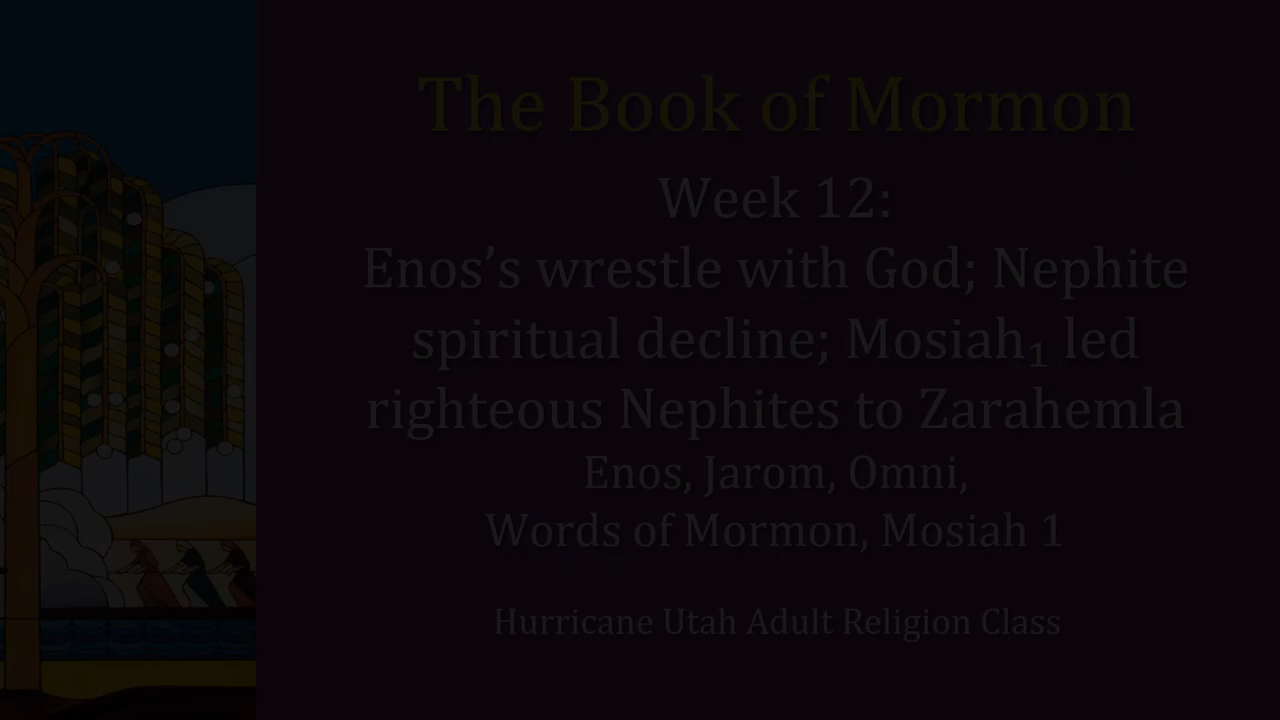 The Book of Mormon
Week 12:
Enos’s wrestle with God; Nephite
spiritual decline; Mosiah₁ led
righteous Nephites to Zarahemla
Enos, Jarom, Omni,
Words of Mormon, Mosiah 1
Hurricane Utah Adult Religion Class